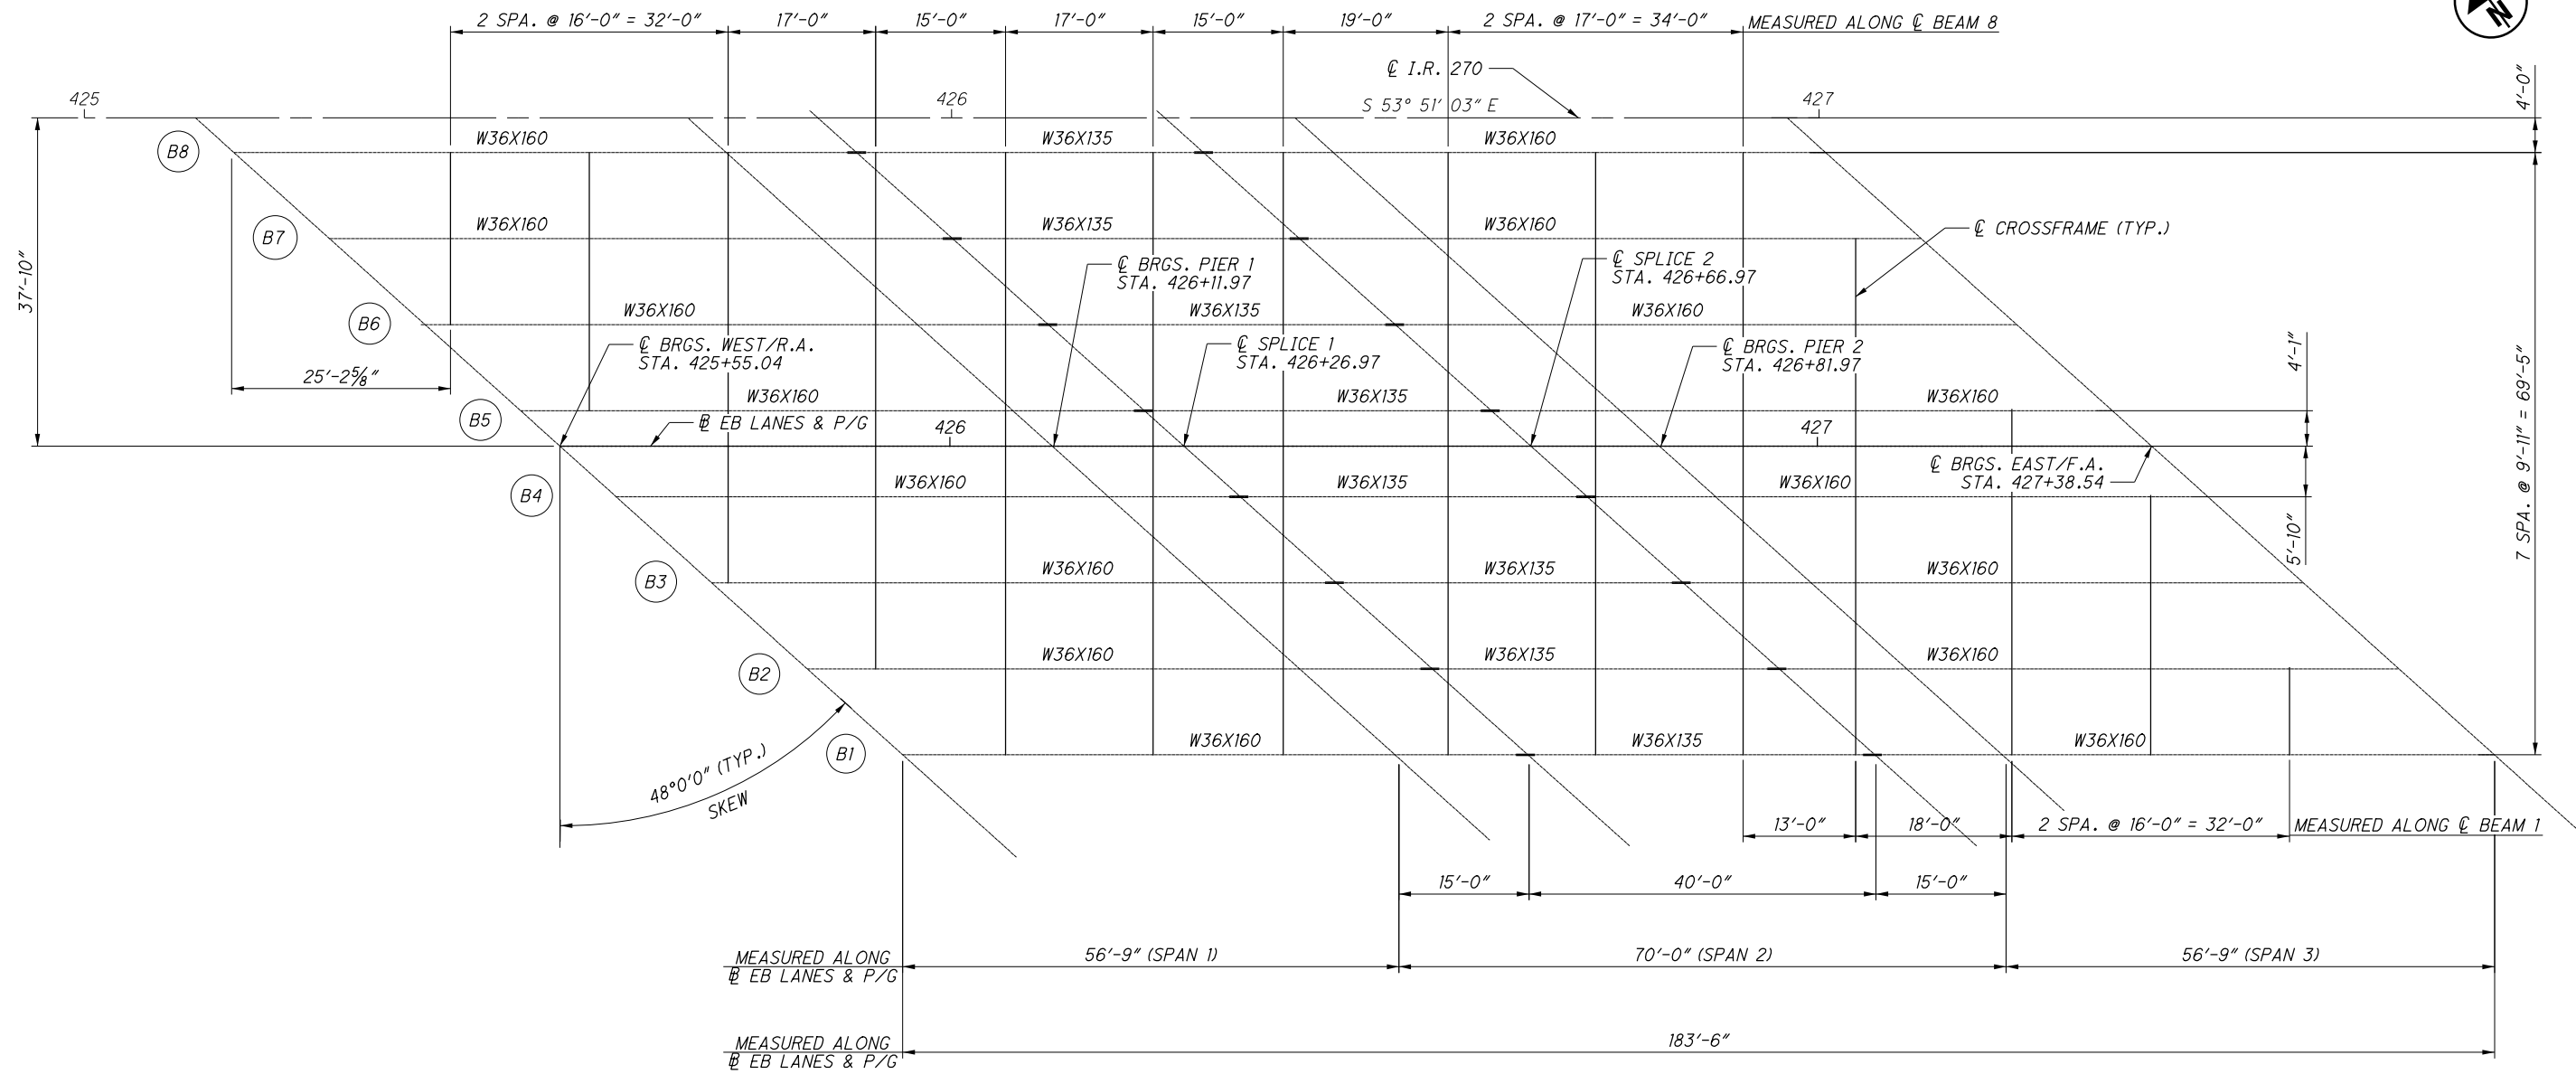 2 SPA. @ 16'-0" = 32'-0"
17'-0"
15'-0"
17'-0"
15'-0"
19'-0"
2 SPA. @ 17'-0" = 34'-0"
MEASURED ALONG ℄ BEAM 8
N
℄ I.R. 270
425
426
S 53° 51' 03" E
427
4'-0"
B8
W36X160
W36X135
W36X160
B7
W36X160
W36X135
W36X160
℄ CROSSFRAME (TYP.)
37'-10"
℄ BRGS. PIER 1
STA. 426+11.97
℄ SPLICE 2
STA. 426+66.97
B6
W36X160
W36X135
W36X160
℄ BRGS. WEST/R.A.
STA. 425+55.04
℄ SPLICE 1
STA. 426+26.97
℄ BRGS. PIER 2
STA. 426+81.97
25'-2⅝"
4'-1"
B5
W36X160
W36X135
W36X160
7 SPA. @ 9'-11" = 69'-5"
℄ EB LANES & P/G
426
427
℄ BRGS. EAST/F.A.
STA. 427+38.54
B4
W36X160
W36X135
W36X160
5'-10"
B3
W36X160
W36X135
W36X160
B2
W36X160
W36X135
W36X160
B1
W36X160
W36X135
W36X160
48°0'0" (TYP.)
SKEW
13'-0"
18'-0"
2 SPA. @ 16'-0" = 32'-0"
MEASURED ALONG ℄ BEAM 1
15'-0"
40'-0"
15'-0"
MEASURED ALONG
℄ EB LANES & P/G
56'-9" (SPAN 1)
70'-0" (SPAN 2)
56'-9" (SPAN 3)
MEASURED ALONG
℄ EB LANES & P/G
183'-6"